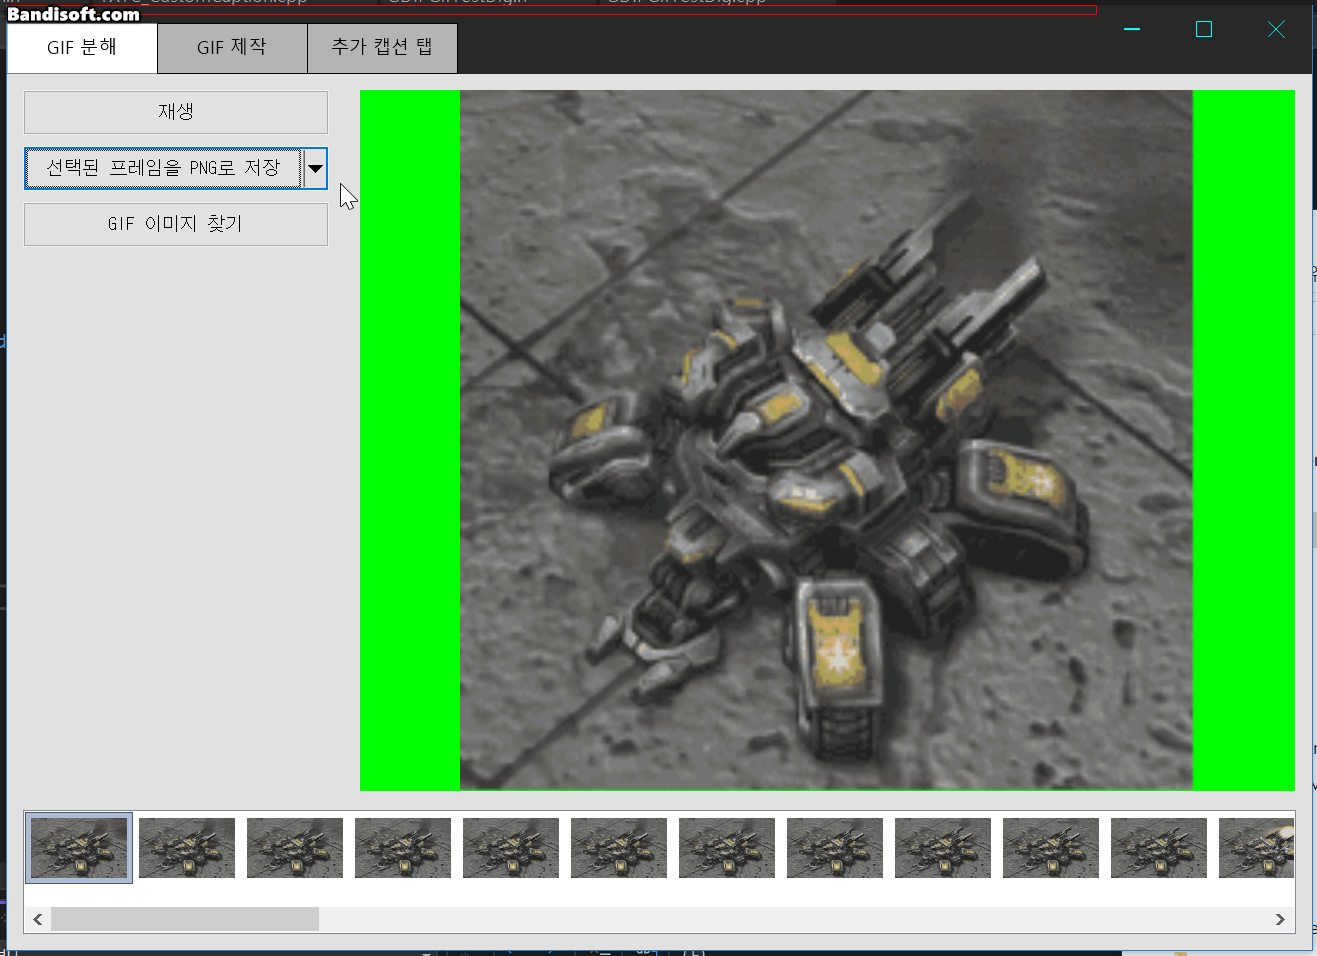 Bandisoft.com
GIF 분해
GIF 제작
추가 캡션 탭
재생
선택된 프레임을 PNG로 저장
GIF 이미지 찾기